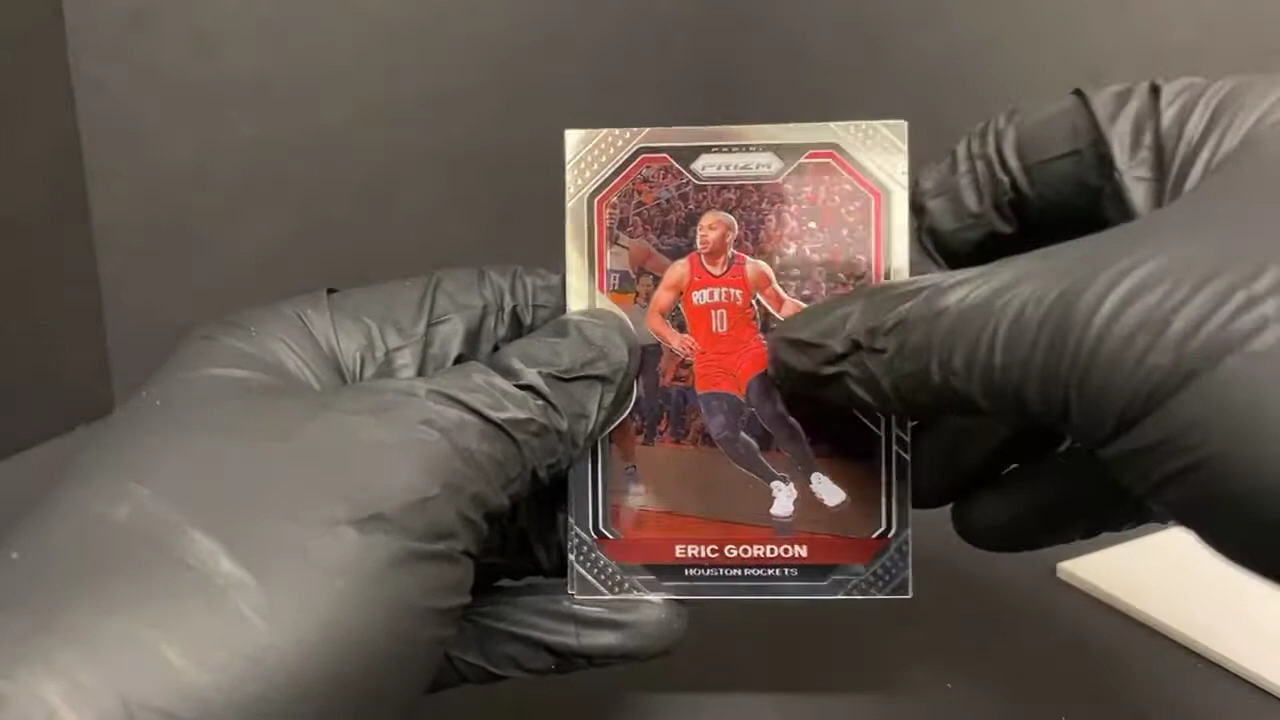 PANINI
PRIZM
ROCKETS
10
ERIC GORDON
HOUSTON ROCKETS